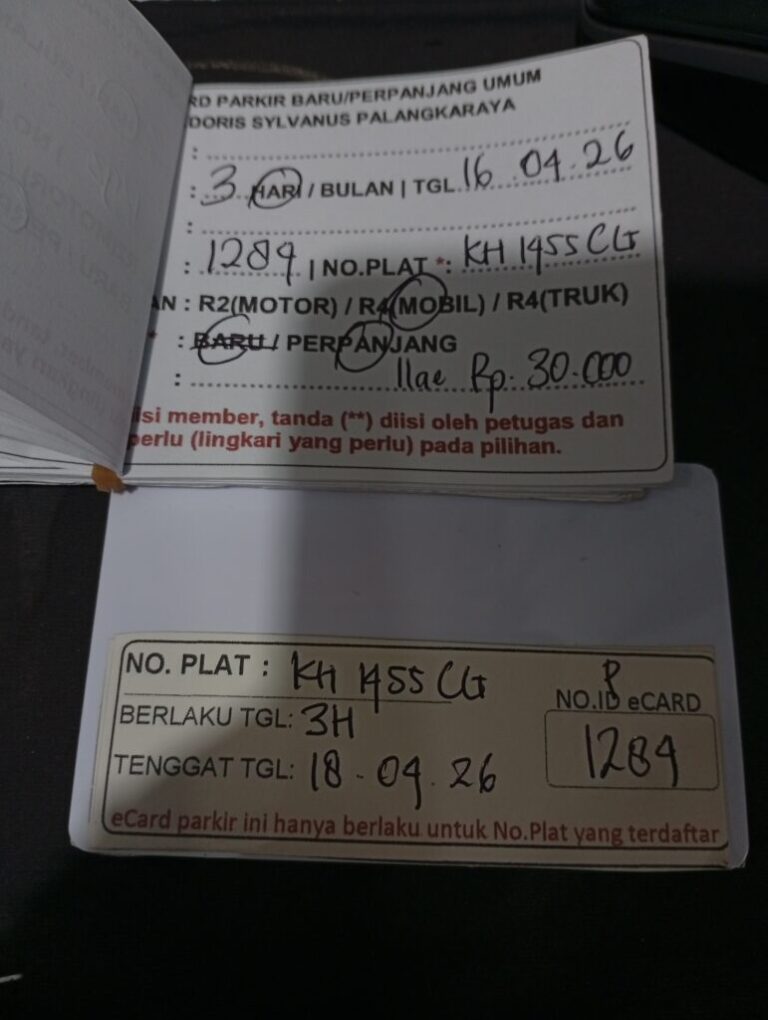 RD PARKIR BARU/PERPANJANG UMUM
DORIS SYLVANUS PALANGKARAYA
:
: 3 HARI / BULAN | TGL. 16 . 04 . 26
:
: 1289 | NO.PLAT *: KH 1455 CG
AN : R2(MOTOR) / R4(MOBIL) / R4(TRUK)
* : BARU / PERPANJANG
: Rp. 30.000
isi member, tanda (**) diisi oleh petugas dan
perlu (lingkari yang perlu) pada pilihan.
NO. PLAT : KH 1455 CG
P
NO.ID eCARD
BERLAKU TGL: 3H
1289
TENGGAT TGL: 18 - 04 . 26
eCard parkir ini hanya berlaku untuk No.Plat yang terdaftar